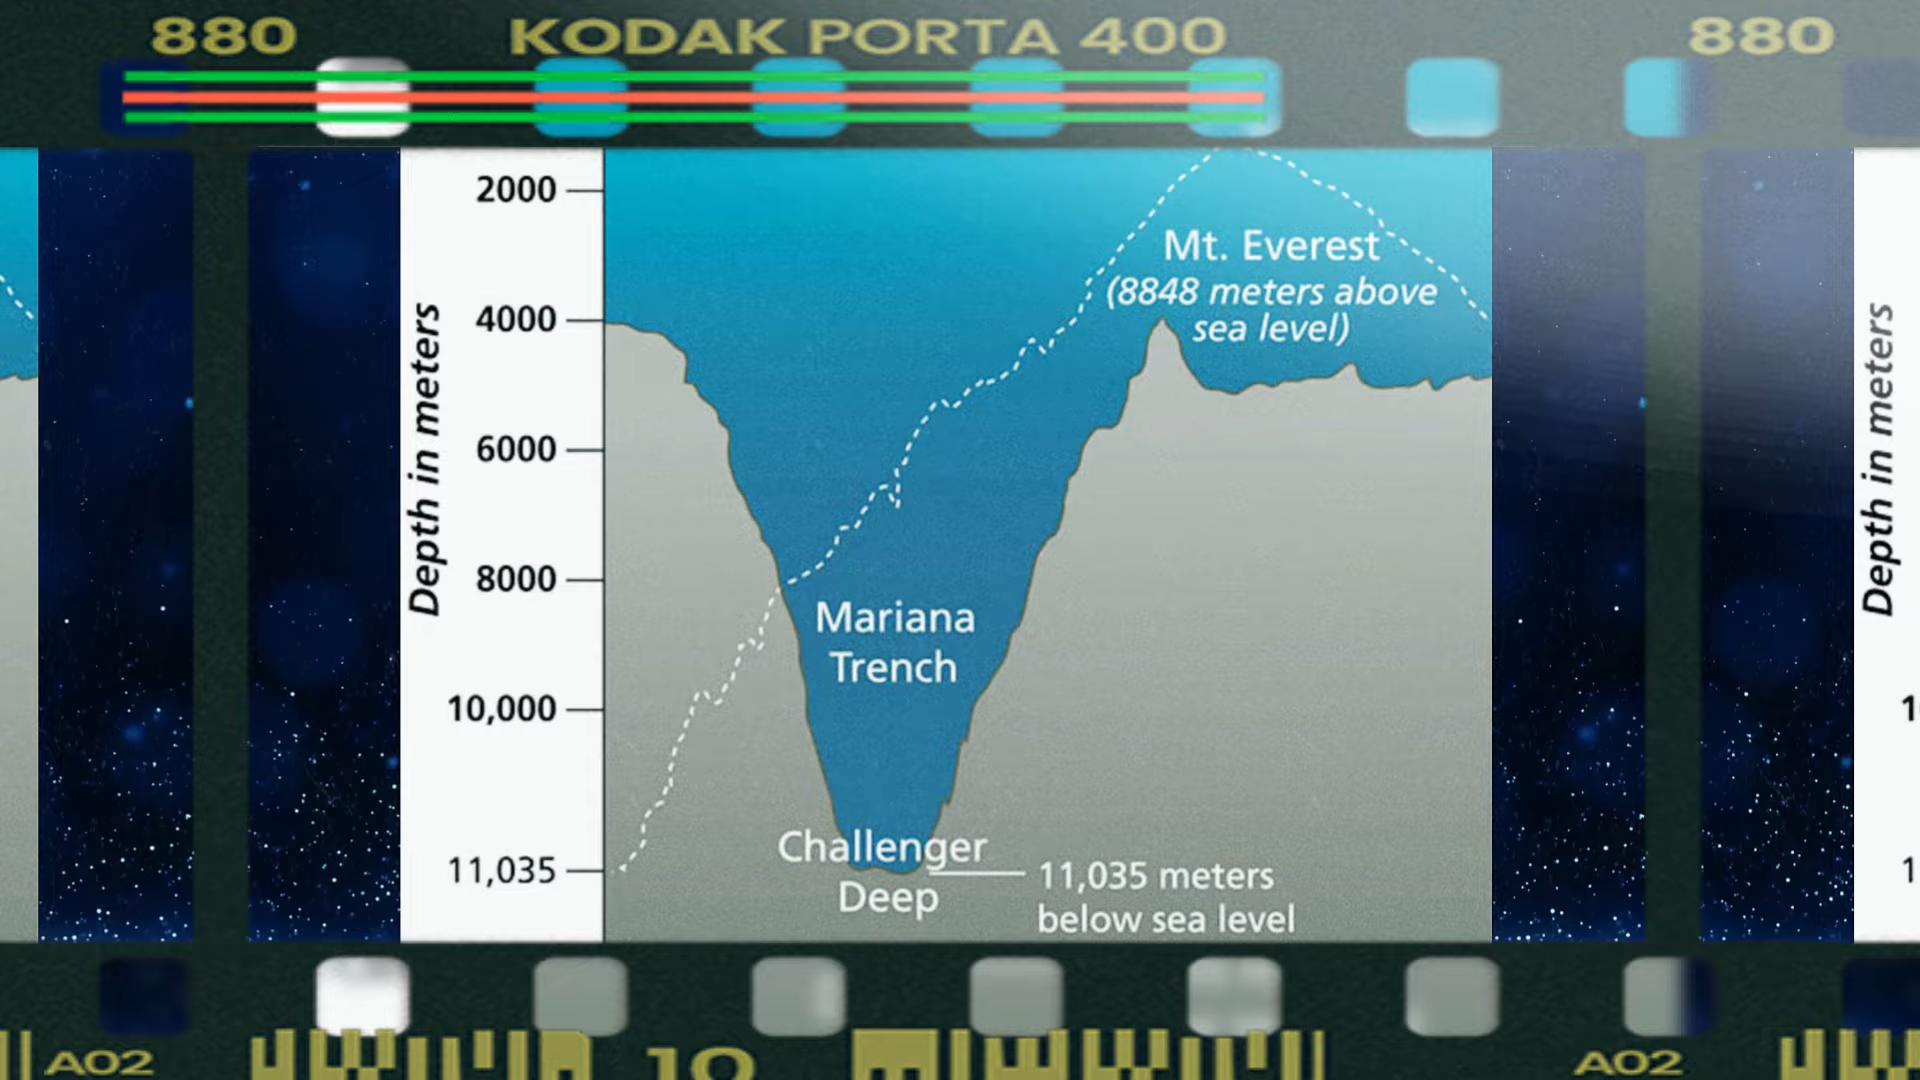 880
KODAK PORTA 400
880
2000
4000
6000
8000
10,000
11,035
Depth in meters
Mt. Everest
(8848 meters above
sea level)
Mariana
Trench
Challenger
Deep
11,035 meters
below sea level
Depth in meters
A02
10
A02